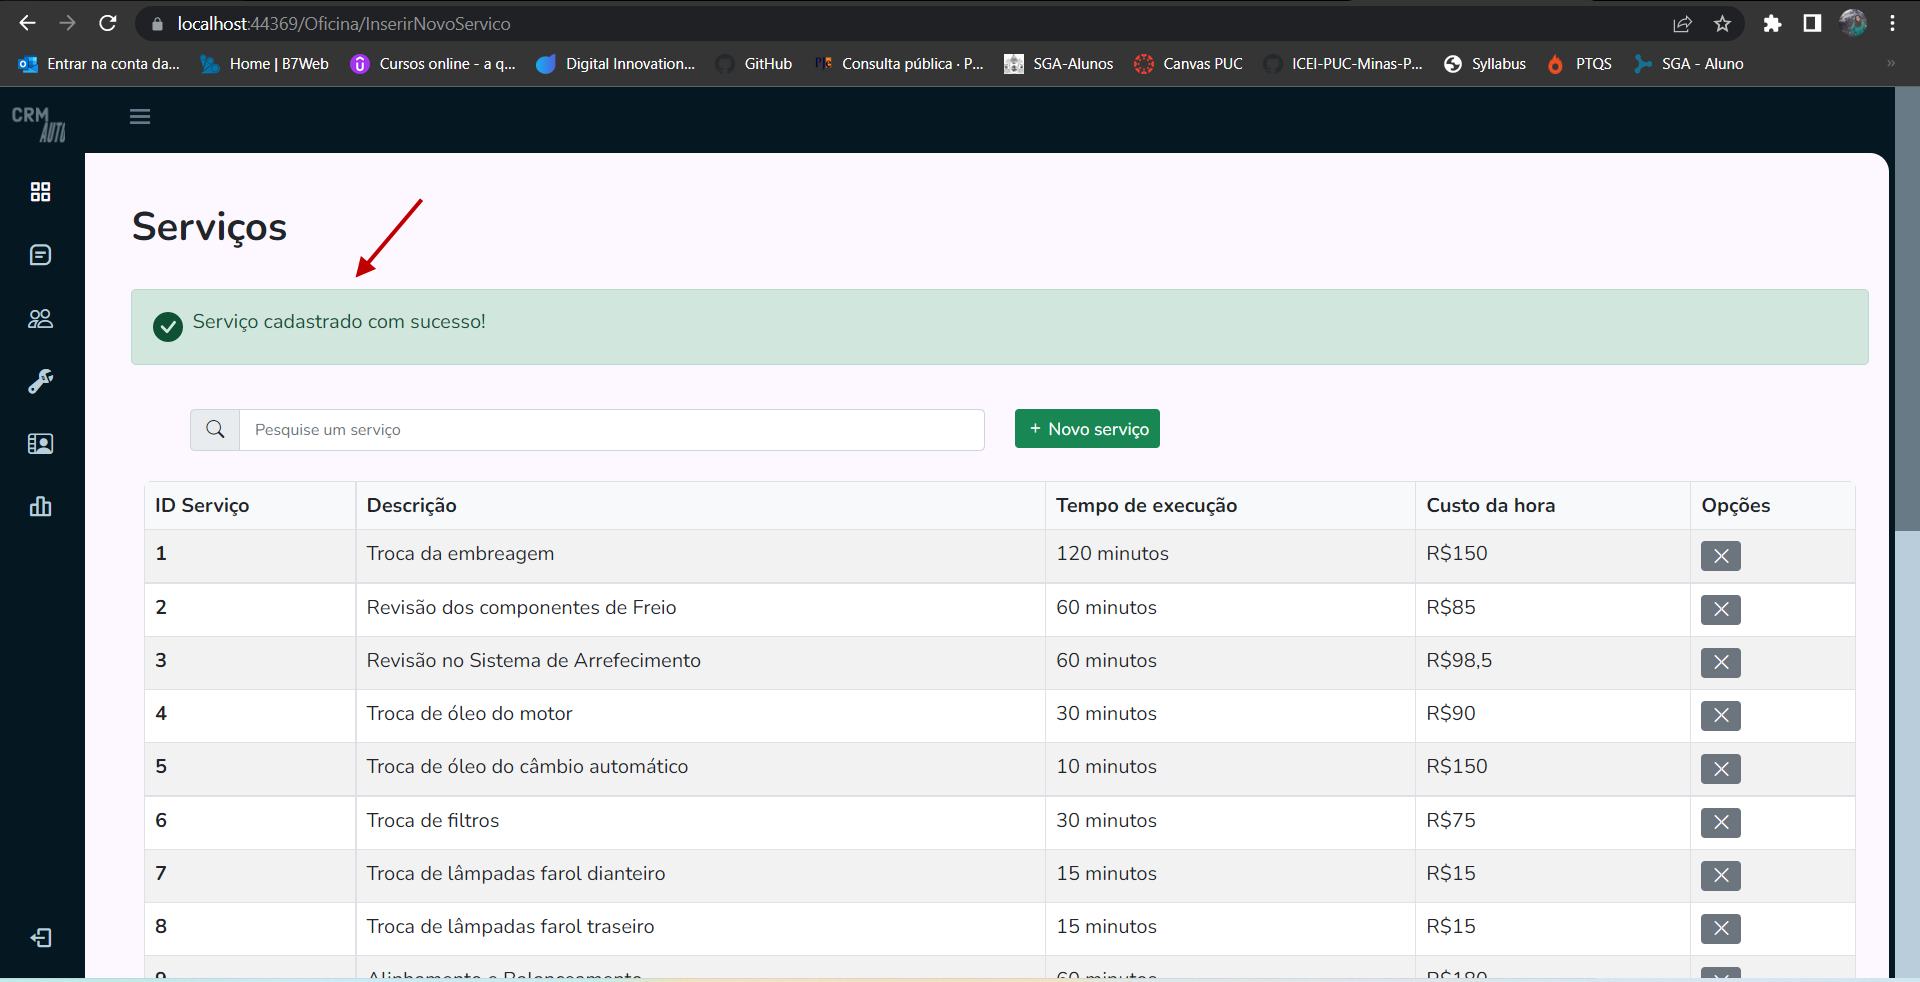 localhost:44369/Oficina/InserirNovoServico
Entrar na conta da... Home | B7Web Cursos online - a q... Digital Innovation... GitHub Consulta pública · P... SGA-Alunos Canvas PUC ICEI-PUC-Minas-P... Syllabus PTQS SGA - Aluno »
CRM
AUTO
Serviços
Serviço cadastrado com sucesso!
Pesquise um serviço + Novo serviço
ID Serviço Descrição Tempo de execução Custo da hora Opções
1 Troca da embreagem 120 minutos R$150
2 Revisão dos componentes de Freio 60 minutos R$85
3 Revisão no Sistema de Arrefecimento 60 minutos R$98,5
4 Troca de óleo do motor 30 minutos R$90
5 Troca de óleo do câmbio automático 10 minutos R$150
6 Troca de filtros 30 minutos R$75
7 Troca de lâmpadas farol dianteiro 15 minutos R$15
8 Troca de lâmpadas farol traseiro 15 minutos R$15
9 Alinhamento e Balanceamento 60 minutos R$180